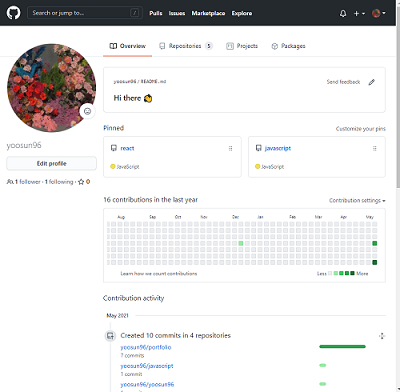 Search or jump to...
/
Pulls Issues Marketplace Explore
Overview Repositories 5 Projects Packages
yoosun96 / README.md
Send feedback
Hi there
yoosun96
Edit profile
1 follower · 1 following · 0
Pinned
Customize your pins
react
JavaScript
javascript
JavaScript
16 contributions in the last year
Contribution settings
Aug Sep Oct Nov Dec Jan Feb Mar Apr May
Learn how we count contributions
Less More
Contribution activity
May 2021
Created 10 commits in 4 repositories
yoosun96/portfolio
7 commits
yoosun96/javascript
1 commit
yoosun96/yoosun96